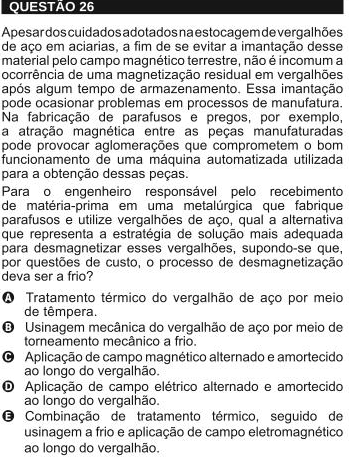 QUESTÃO 26
Apesar dos cuidados adotados na estocagem de vergalhões
de aço em aciarias, a fim de se evitar a imantação desse
material pelo campo magnético terrestre, não é incomum a
ocorrência de uma magnetização residual em vergalhões
após algum tempo de armazenamento. Essa imantação
pode ocasionar problemas em processos de manufatura.
Na fabricação de parafusos e pregos, por exemplo,
a atração magnética entre as peças manufaturadas
pode provocar aglomerações que comprometem o bom
funcionamento de uma máquina automatizada utilizada
para a obtenção dessas peças.
Para o engenheiro responsável pelo recebimento
de matéria-prima em uma metalúrgica que fabrique
parafusos e utilize vergalhões de aço, qual a alternativa
que representa a estratégia de solução mais adequada
para desmagnetizar esses vergalhões, supondo-se que,
por questões de custo, o processo de desmagnetização
deva ser a frio?
A Tratamento térmico do vergalhão de aço por meio
de têmpera.
B Usinagem mecânica do vergalhão de aço por meio de
torneamento mecânico a frio.
C Aplicação de campo magnético alternado e amortecido
ao longo do vergalhão.
D Aplicação de campo elétrico alternado e amortecido
ao longo do vergalhão.
E Combinação de tratamento térmico, seguido de
usinagem a frio e aplicação de campo eletromagnético
ao longo do vergalhão.